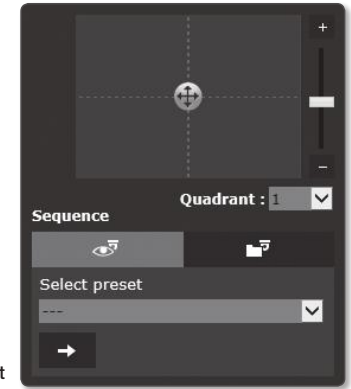 +
−
Quadrant : 1
Sequence
Select preset
---
t